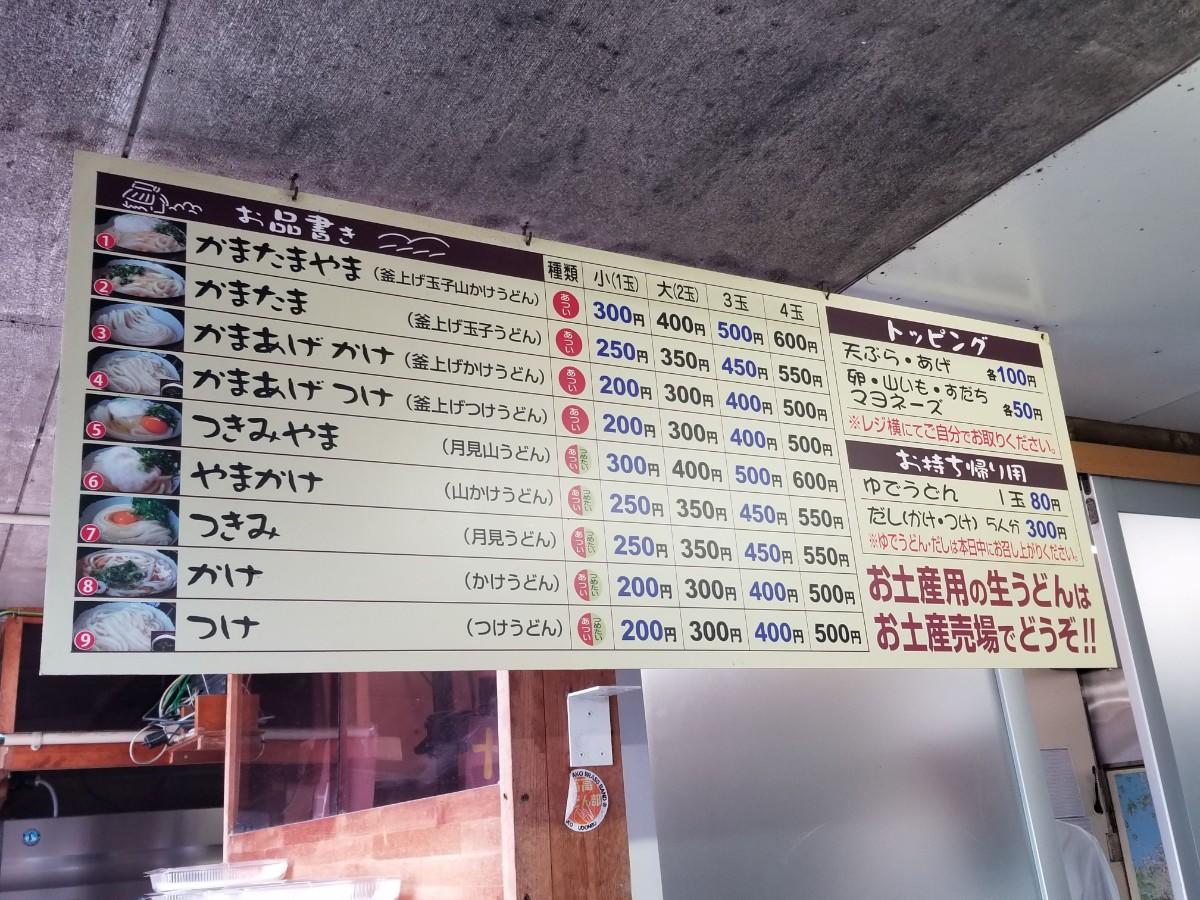 お品書き 種類 小(1玉) 大(2玉) 3玉 4玉
1 かまたまやま (釜上げ玉子山かけうどん) あつい 300円 400円 500円 600円
2 かまたま (釜上げ玉子うどん) あつい 250円 350円 450円 550円
3 かまあげ かけ (釜上げかけうどん) あつい 200円 300円 400円 500円
4 かまあげ つけ (釜上げつけうどん) あつい 200円 300円 400円 500円
5 つきみやま (月見山うどん) あつい つめたい 300円 400円 500円 600円
6 やまかけ (山かけうどん) あつい つめたい 250円 350円 450円 550円
7 つきみ (月見うどん) あつい つめたい 250円 350円 450円 550円
8 かけ (かけうどん) あつい つめたい 200円 300円 400円 500円
9 つけ (つけうどん) あつい つめたい 200円 300円 400円 500円
トッピング
天ぷら・あげ 各100円
卵・山いも・すだち
マヨネーズ 各50円
※レジ横にてご自分でお取りください。
お持ち帰り用
ゆでうどん 1玉 80円
だし(かけ・つけ) 5人分 300円
※ゆでうどん・だしは本日中にお召し上がりください。
お土産用の生うどんは
お土産売場でどうぞ!!